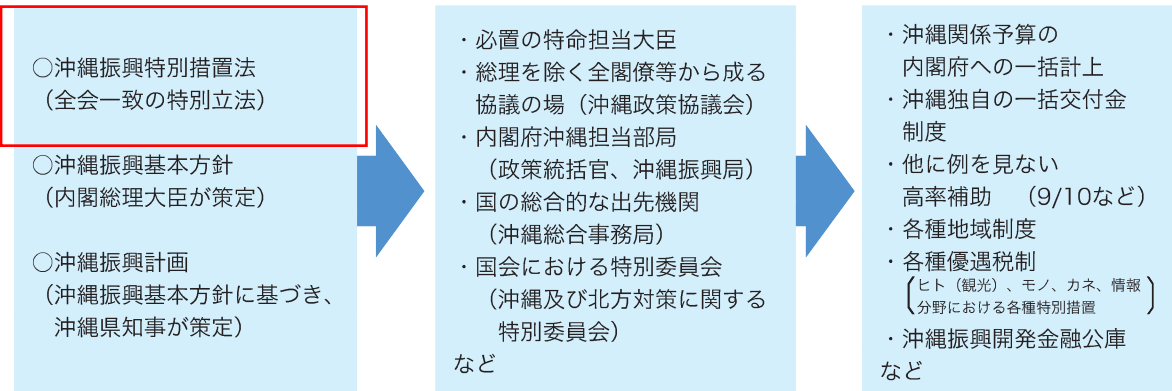 ○沖縄振興特別措置法
（全会一致の特別立法）
○沖縄振興基本方針
（内閣総理大臣が策定）
○沖縄振興計画
（沖縄振興基本方針に基づき、
沖縄県知事が策定）
・必置の特命担当大臣
・総理を除く全閣僚等から成る
協議の場（沖縄政策協議会）
・内閣府沖縄担当部局
（政策統括官、沖縄振興局）
・国の総合的な出先機関
（沖縄総合事務局）
・国会における特別委員会
（沖縄及び北方対策に関する
特別委員会）
など
・沖縄関係予算の
内閣府への一括計上
・沖縄独自の一括交付金
制度
・他に例を見ない
高率補助　（9/10など）
・各種地域制度
・各種優遇税制
（ヒト（観光）、モノ、カネ、情報
分野における各種特別措置）
・沖縄振興開発金融公庫
など